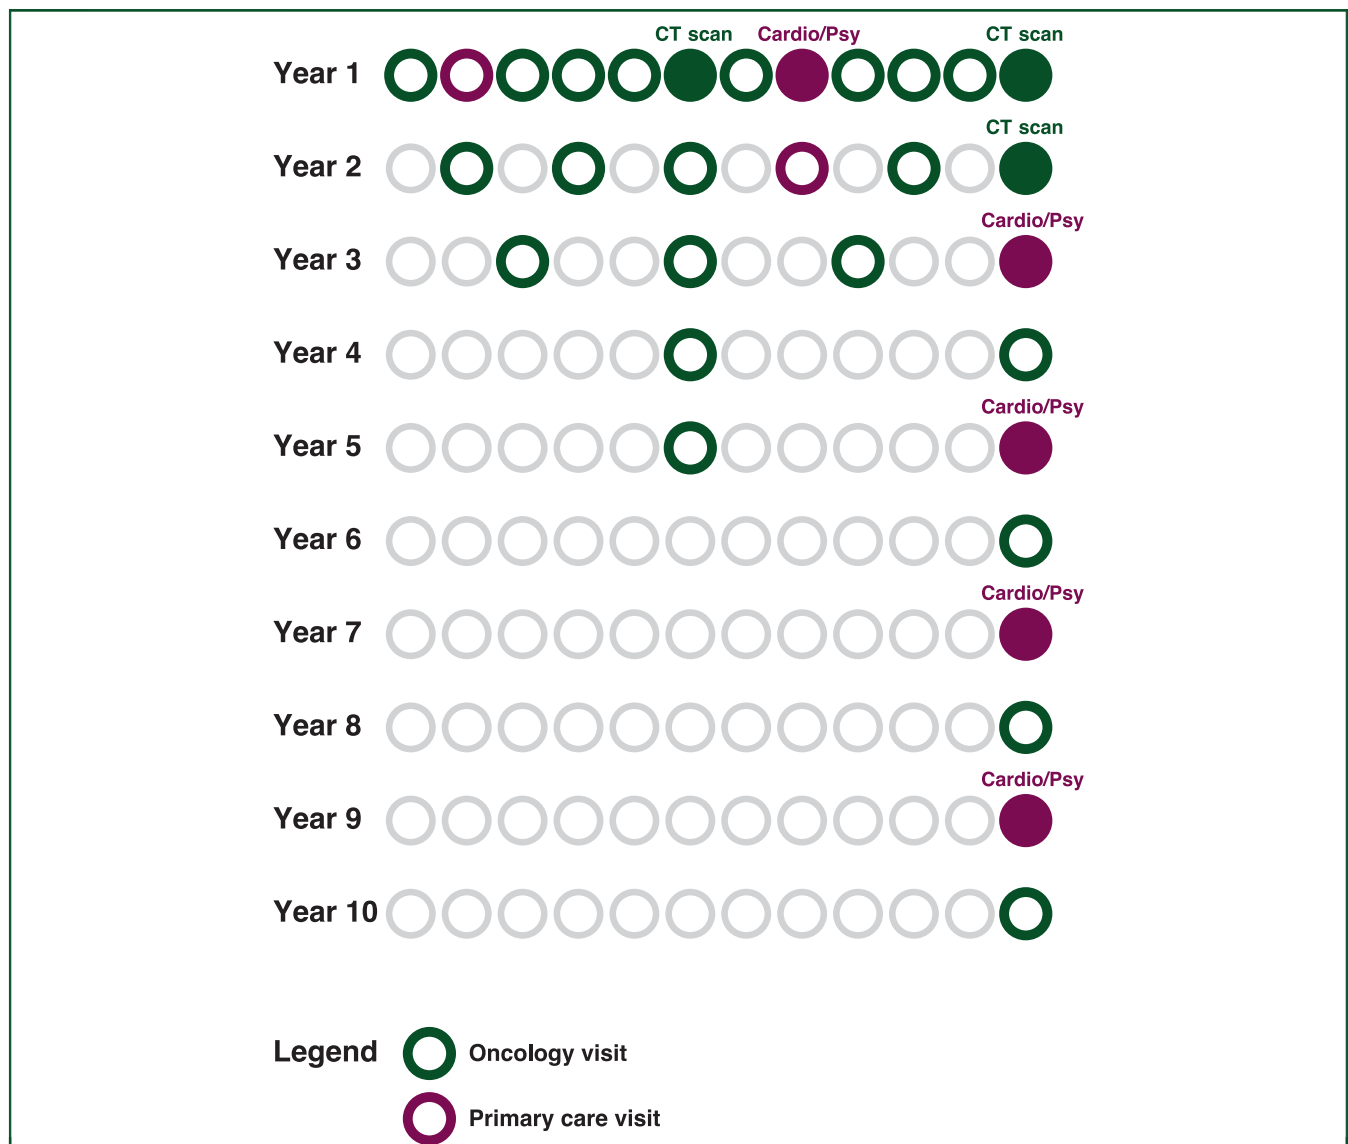 CT scan Cardio/Psy CT scan
Year 1
CT scan
Year 2
Cardio/Psy
Year 3
Year 4
Cardio/Psy
Year 5
Year 6
Cardio/Psy
Year 7
Year 8
Cardio/Psy
Year 9
Year 10
Legend Oncology visit
Primary care visit